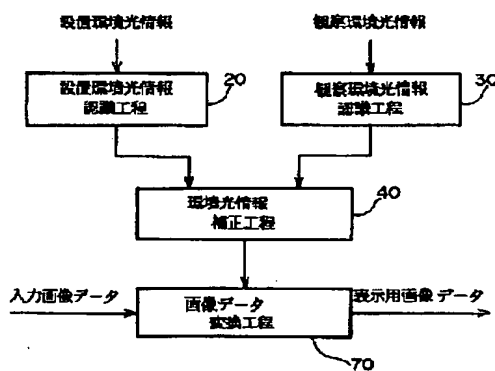 設置環境光情報
観察環境光情報
設置環境光情報
認識工程
20
観察環境光情報
認識工程
30
環境光情報
補正工程
40
入力画像データ
画像データ
変換工程
表示用画像データ
70